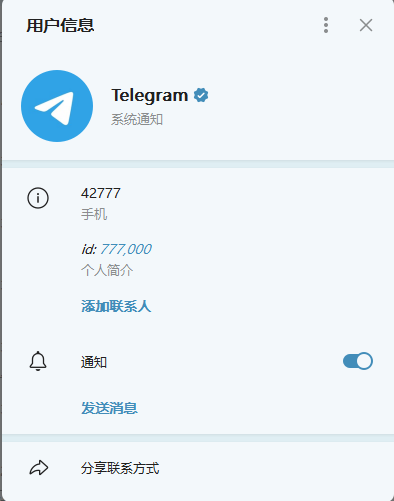 用户信息
Telegram
系统通知
42777
手机
id: 777,000
个人简介
添加联系人
通知
发送消息
分享联系方式